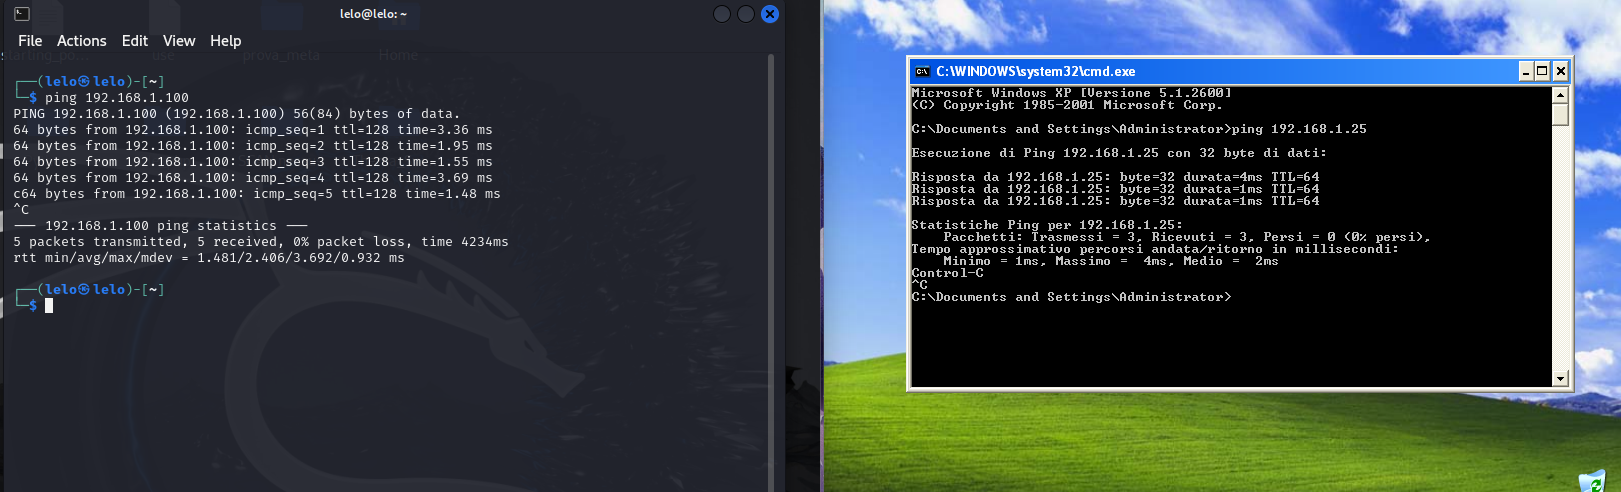 lelo@lelo: ~
File Actions Edit View Help
use prova_meta Home
┌──(lelo㉿lelo)-[~]
└─$ ping 192.168.1.100
PING 192.168.1.100 (192.168.1.100) 56(84) bytes of data.
64 bytes from 192.168.1.100: icmp_seq=1 ttl=128 time=3.36 ms
64 bytes from 192.168.1.100: icmp_seq=2 ttl=128 time=1.95 ms
64 bytes from 192.168.1.100: icmp_seq=3 ttl=128 time=1.55 ms
64 bytes from 192.168.1.100: icmp_seq=4 ttl=128 time=3.69 ms
c64 bytes from 192.168.1.100: icmp_seq=5 ttl=128 time=1.48 ms
^C
── 192.168.1.100 ping statistics ──
5 packets transmitted, 5 received, 0% packet loss, time 4234ms
rtt min/avg/max/mdev = 1.481/2.406/3.692/0.932 ms
┌──(lelo㉿lelo)-[~]
└─$
C:\WINDOWS\system32\cmd.exe
Microsoft Windows XP [Versione 5.1.2600]
(C) Copyright 1985-2001 Microsoft Corp.
C:\Documents and Settings\Administrator>ping 192.168.1.25
Esecuzione di Ping 192.168.1.25 con 32 byte di dati:
Risposta da 192.168.1.25: byte=32 durata=4ms TTL=64
Risposta da 192.168.1.25: byte=32 durata=1ms TTL=64
Risposta da 192.168.1.25: byte=32 durata=1ms TTL=64
Statistiche Ping per 192.168.1.25:
Pacchetti: Trasmessi = 3, Ricevuti = 3, Persi = 0 (0% persi),
Tempo approssimativo percorsi andata/ritorno in millisecondi:
Minimo = 1ms, Massimo =  4ms, Medio =  2ms
Control-C
^C
C:\Documents and Settings\Administrator>